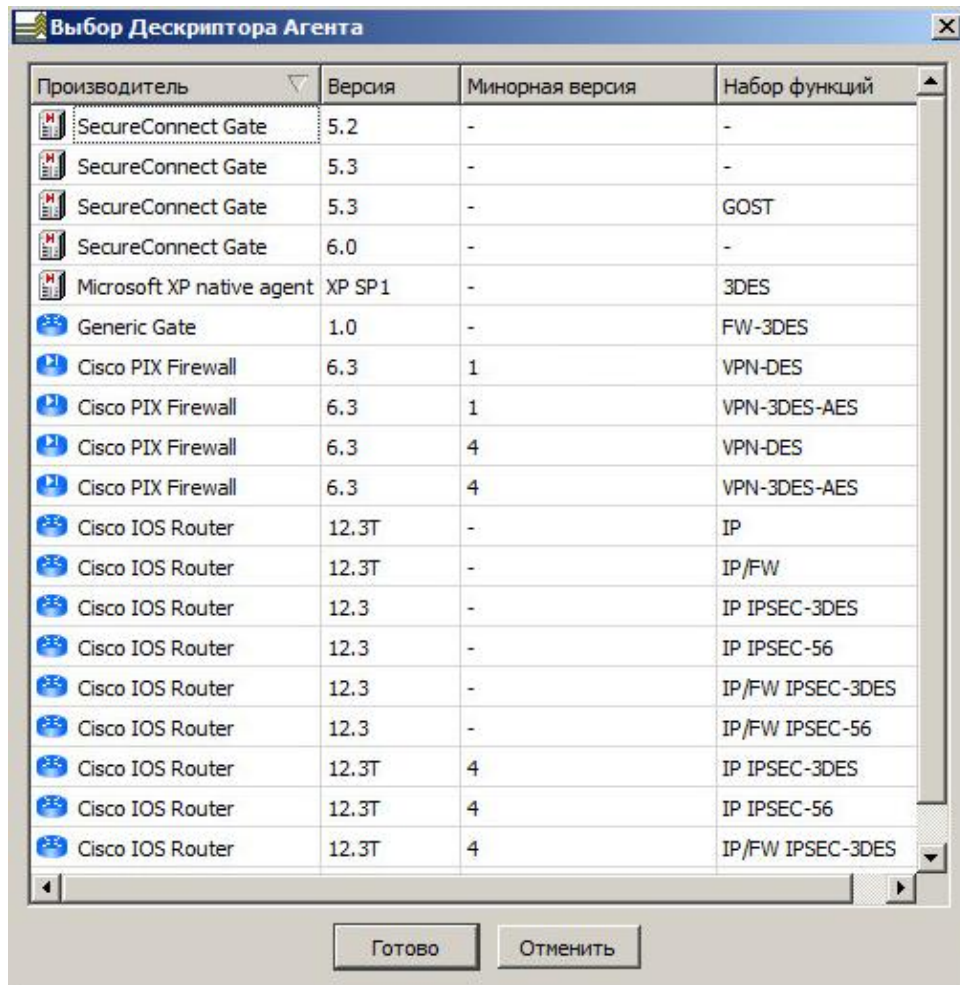 Выбор Дескриптора Агента
Производитель Версия Минорная версия Набор функций
SecureConnect Gate 5.2 - -
SecureConnect Gate 5.3 - -
SecureConnect Gate 5.3 - GOST
SecureConnect Gate 6.0 - -
Microsoft XP native agent XP SP1 - 3DES
Generic Gate 1.0 - FW-3DES
Cisco PIX Firewall 6.3 1 VPN-DES
Cisco PIX Firewall 6.3 1 VPN-3DES-AES
Cisco PIX Firewall 6.3 4 VPN-DES
Cisco PIX Firewall 6.3 4 VPN-3DES-AES
Cisco IOS Router 12.3T - IP
Cisco IOS Router 12.3T - IP/FW
Cisco IOS Router 12.3 - IP IPSEC-3DES
Cisco IOS Router 12.3 - IP IPSEC-56
Cisco IOS Router 12.3 - IP/FW IPSEC-3DES
Cisco IOS Router 12.3 - IP/FW IPSEC-56
Cisco IOS Router 12.3T 4 IP IPSEC-3DES
Cisco IOS Router 12.3T 4 IP IPSEC-56
Cisco IOS Router 12.3T 4 IP/FW IPSEC-3DES
Готово Отменить